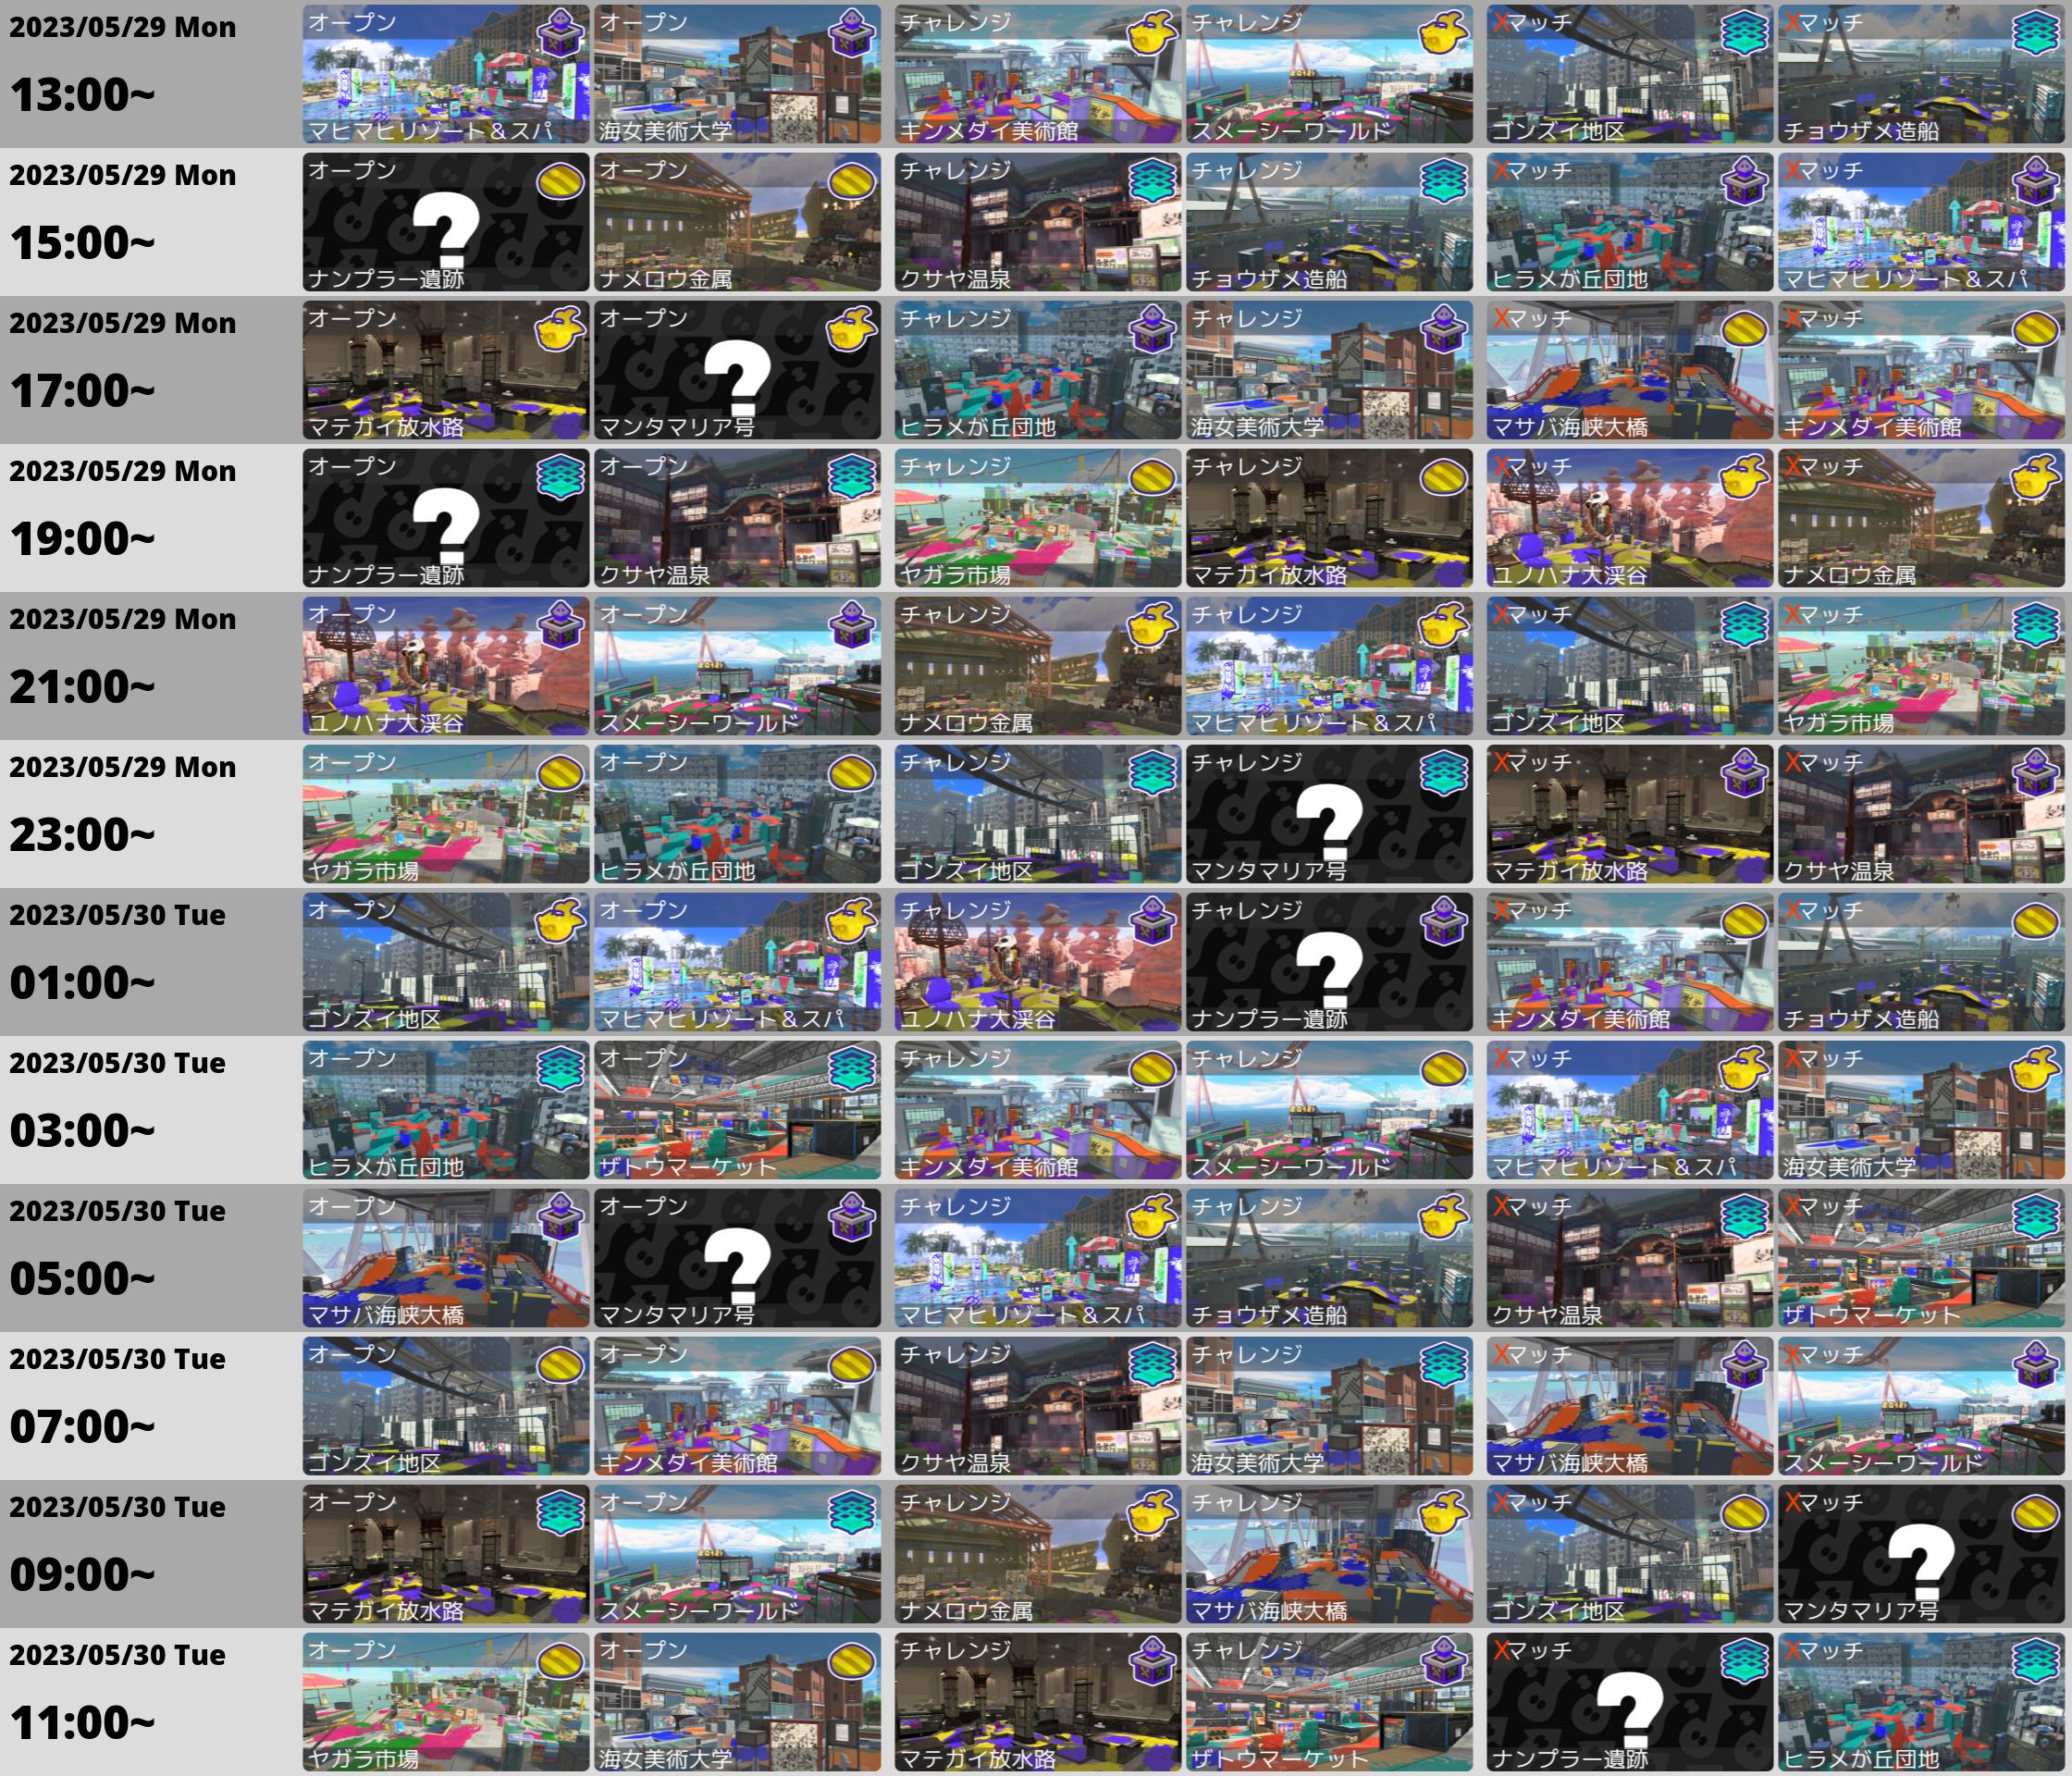 2023/05/29 Mon
13:00~
オープン
マヒマヒリゾート＆スパ
オープン
海女美術大学
チャレンジ
キンメダイ美術館
チャレンジ
スメーシーワールド
Xマッチ
ゴンズイ地区
Xマッチ
チョウザメ造船
2023/05/29 Mon
15:00~
オープン
?
ナンプラー遺跡
オープン
ナメロウ金属
チャレンジ
クサヤ温泉
チャレンジ
チョウザメ造船
Xマッチ
ヒラメが丘団地
Xマッチ
マヒマヒリゾート＆スパ
2023/05/29 Mon
17:00~
オープン
マテガイ放水路
オープン
?
マンタマリア号
チャレンジ
ヒラメが丘団地
チャレンジ
海女美術大学
Xマッチ
マサバ海峡大橋
Xマッチ
キンメダイ美術館
2023/05/29 Mon
19:00~
オープン
?
ナンプラー遺跡
オープン
クサヤ温泉
チャレンジ
ヤガラ市場
チャレンジ
マテガイ放水路
Xマッチ
ユノハナ大渓谷
Xマッチ
ナメロウ金属
2023/05/29 Mon
21:00~
オープン
ユノハナ大渓谷
オープン
スメーシーワールド
チャレンジ
ナメロウ金属
チャレンジ
マヒマヒリゾート＆スパ
Xマッチ
ゴンズイ地区
Xマッチ
ヤガラ市場
2023/05/29 Mon
23:00~
オープン
ヤガラ市場
オープン
ヒラメが丘団地
チャレンジ
ゴンズイ地区
チャレンジ
?
マンタマリア号
Xマッチ
マテガイ放水路
Xマッチ
クサヤ温泉
2023/05/30 Tue
01:00~
オープン
ゴンズイ地区
オープン
マヒマヒリゾート＆スパ
チャレンジ
ユノハナ大渓谷
チャレンジ
?
ナンプラー遺跡
Xマッチ
キンメダイ美術館
Xマッチ
チョウザメ造船
2023/05/30 Tue
03:00~
オープン
ヒラメが丘団地
オープン
ザトウマーケット
チャレンジ
キンメダイ美術館
チャレンジ
スメーシーワールド
Xマッチ
マヒマヒリゾート＆スパ
Xマッチ
海女美術大学
2023/05/30 Tue
05:00~
オープン
マサバ海峡大橋
オープン
?
マンタマリア号
チャレンジ
マヒマヒリゾート＆スパ
チャレンジ
チョウザメ造船
Xマッチ
クサヤ温泉
Xマッチ
ザトウマーケット
2023/05/30 Tue
07:00~
オープン
ゴンズイ地区
オープン
キンメダイ美術館
チャレンジ
クサヤ温泉
チャレンジ
海女美術大学
Xマッチ
マサバ海峡大橋
Xマッチ
スメーシーワールド
2023/05/30 Tue
09:00~
オープン
マテガイ放水路
オープン
スメーシーワールド
チャレンジ
ナメロウ金属
チャレンジ
マサバ海峡大橋
Xマッチ
ゴンズイ地区
Xマッチ
?
マンタマリア号
2023/05/30 Tue
11:00~
オープン
ヤガラ市場
オープン
海女美術大学
チャレンジ
マテガイ放水路
チャレンジ
ザトウマーケット
Xマッチ
?
ナンプラー遺跡
Xマッチ
ヒラメが丘団地